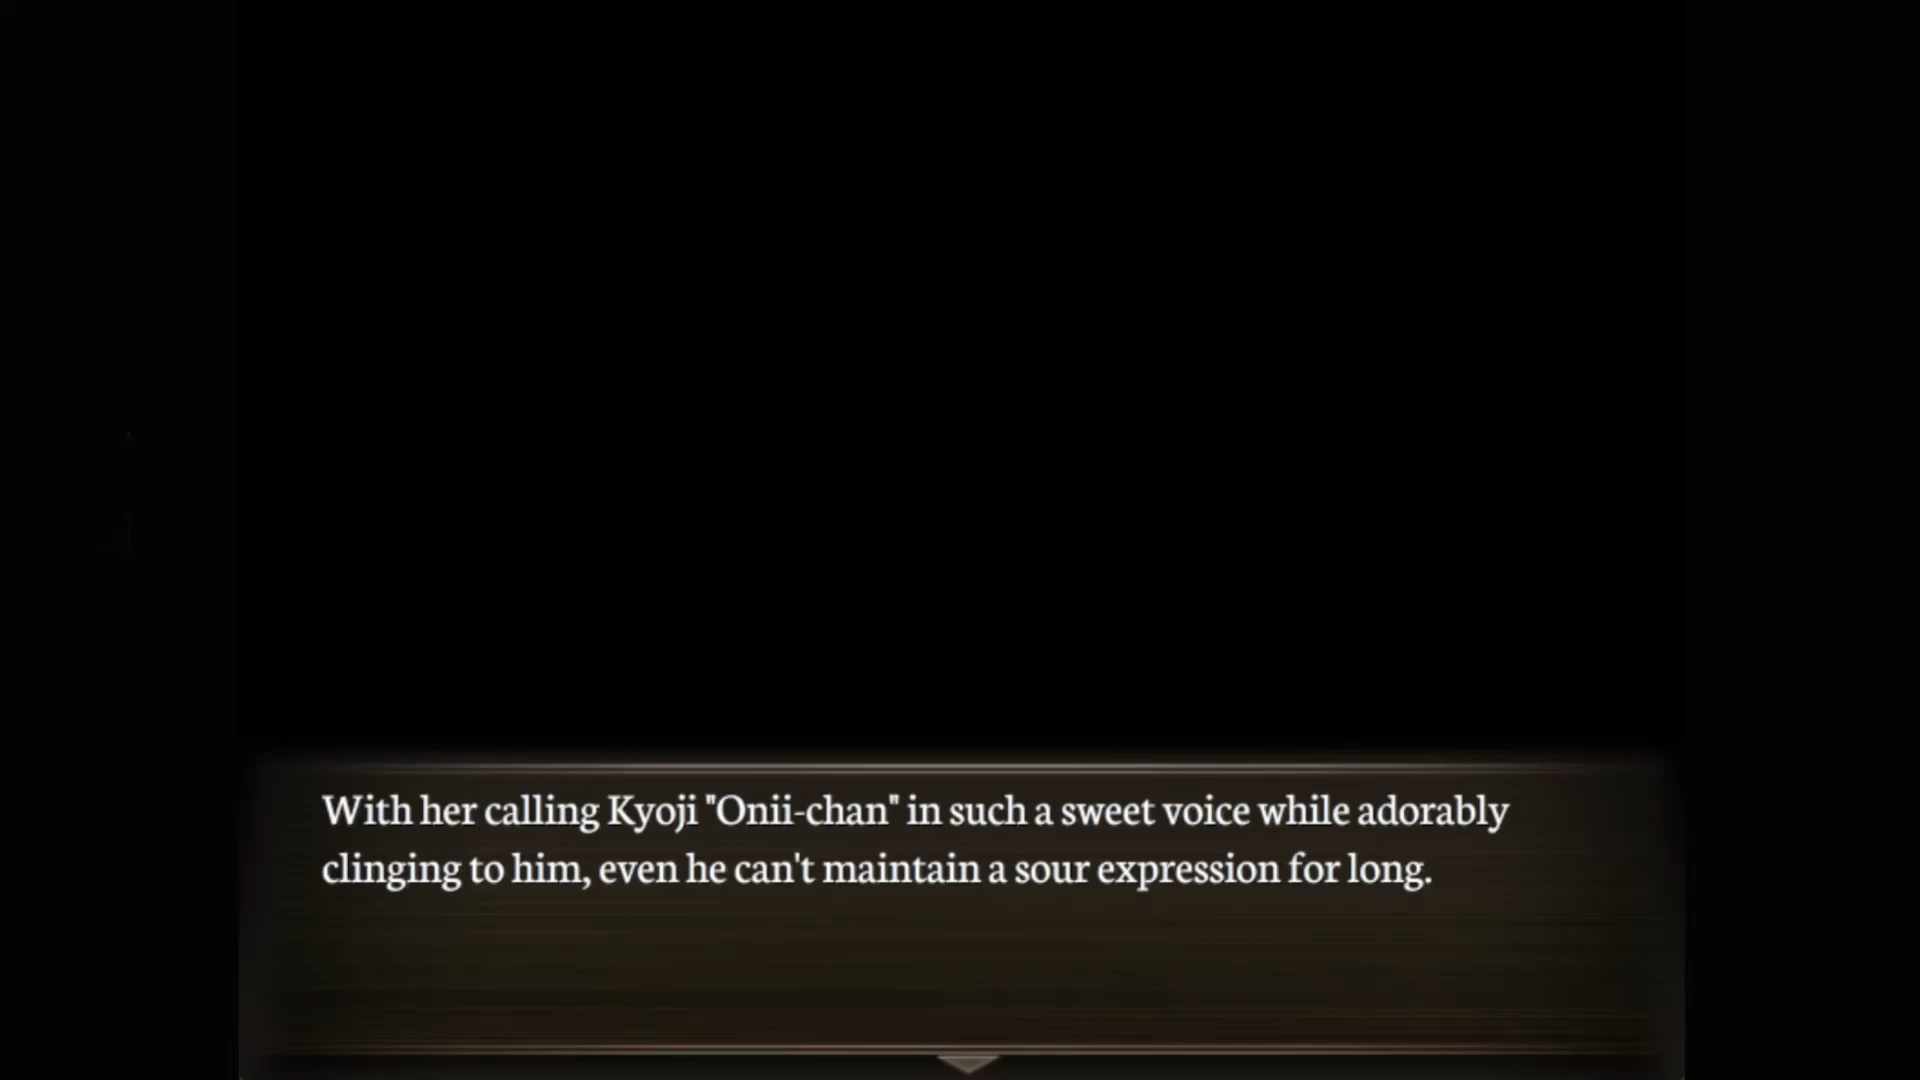 With her calling Kyoji "Onii-chan" in such a sweet voice while adorably
clinging to him, even he can't maintain a sour expression for long.